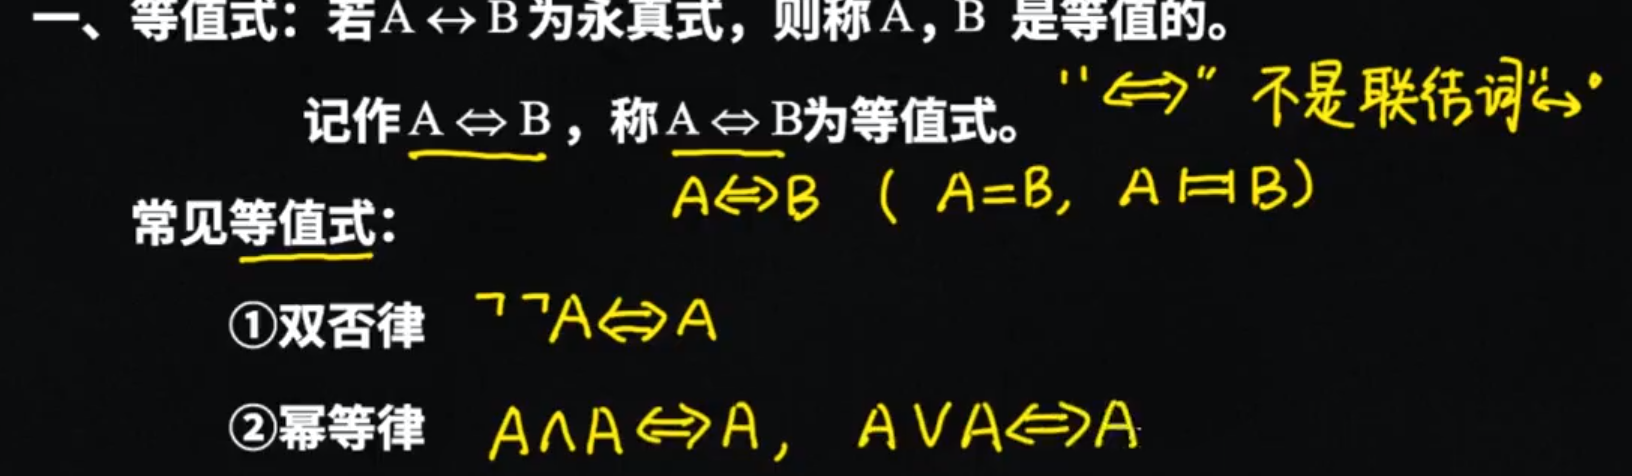 一、等值式：若A↔B为永真式，则称A，B 是等值的。
"⇔" 不是联结词"↔"
记作A⇔B，称A⇔B为等值式。
A⇔B ( A=B, A⊨⫤B)
常见等值式：
①双否律 ¬¬A⇔A
②幂等律 A∧A⇔A, A∨A⇔A